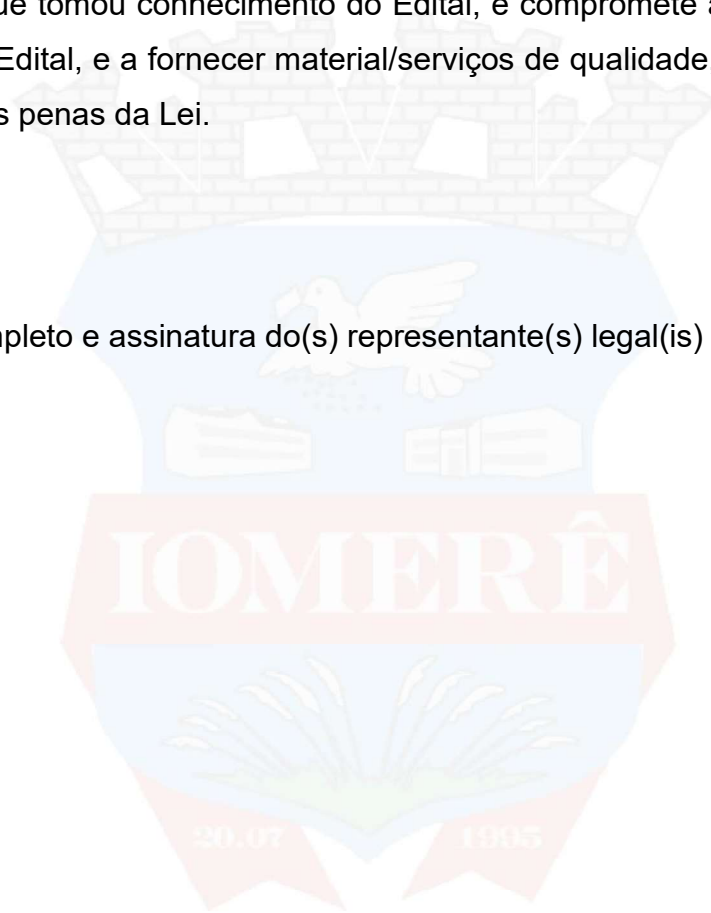 ue tomou conhecimento do Edital, e compromete a
Edital, e a fornecer material/serviços de qualidade
s penas da Lei.
pleto e assinatura do(s) representante(s) legal(is)
IOMERÊ
20.07 1995